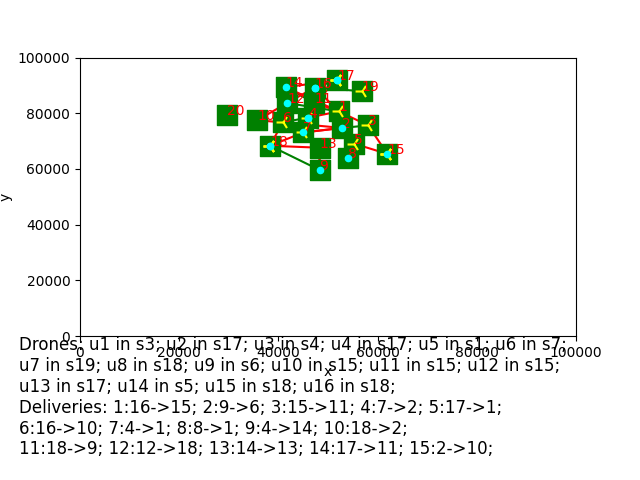 100000
80000
60000
40000
20000
0
y
20
17
19
13
15
18
0 20000 40000 60000 80000 100000
x
Drones: u1 in s3; u2 in s17; u3 in s4; u4 in s17; u5 in s1; u6 in s7;
u7 in s19; u8 in s18; u9 in s6; u10 in s15; u11 in s15; u12 in s15;
u13 in s17; u14 in s5; u15 in s18; u16 in s18;
Deliveries: 1:16->15; 2:9->6; 3:15->11; 4:7->2; 5:17->1;
6:16->10; 7:4->1; 8:8->1; 9:4->14; 10:18->2;
11:18->9; 12:12->18; 13:14->13; 14:17->11; 15:2->10;